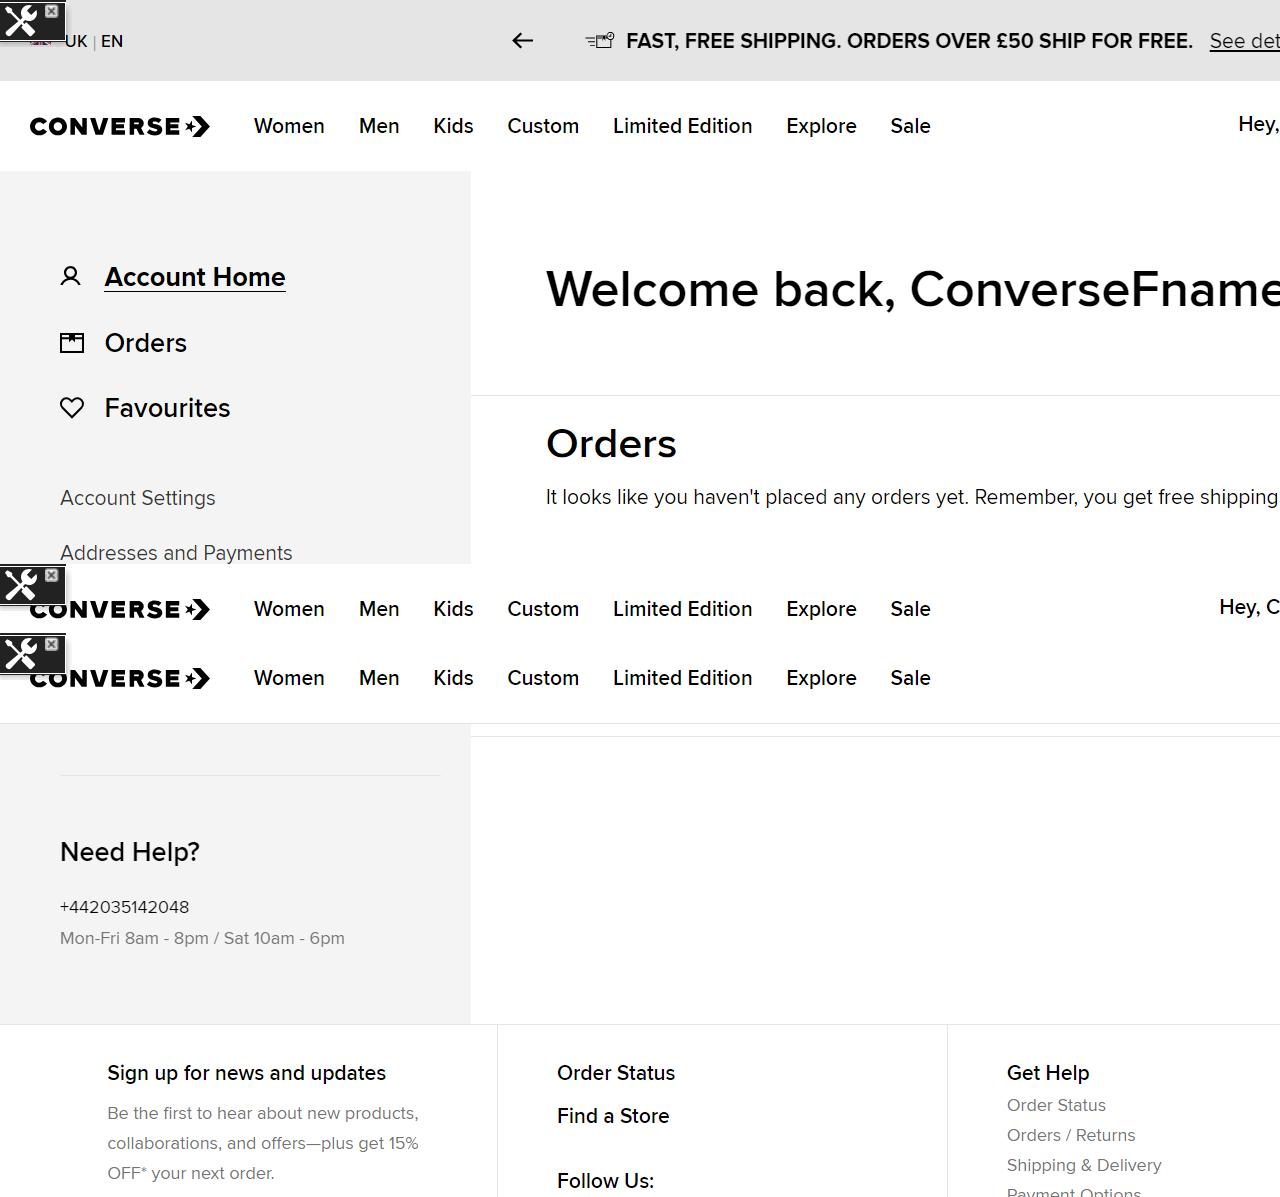 UK | EN
FAST, FREE SHIPPING. ORDERS OVER £50 SHIP FOR FREE. See det
CONVERSE Women Men Kids Custom Limited Edition Explore Sale Hey,
Account Home
Orders
Favourites
Account Settings
Addresses and Payments
Welcome back, ConverseFname
Orders
It looks like you haven't placed any orders yet. Remember, you get free shipping
CONVERSE Women Men Kids Custom Limited Edition Explore Sale Hey, C
CONVERSE Women Men Kids Custom Limited Edition Explore Sale
Need Help?
+442035142048
Mon-Fri 8am - 8pm / Sat 10am - 6pm
Sign up for news and updates
Be the first to hear about new products,
collaborations, and offers—plus get 15%
OFF* your next order.
Order Status
Find a Store
Follow Us:
Get Help
Order Status
Orders / Returns
Shipping & Delivery
Payment Options